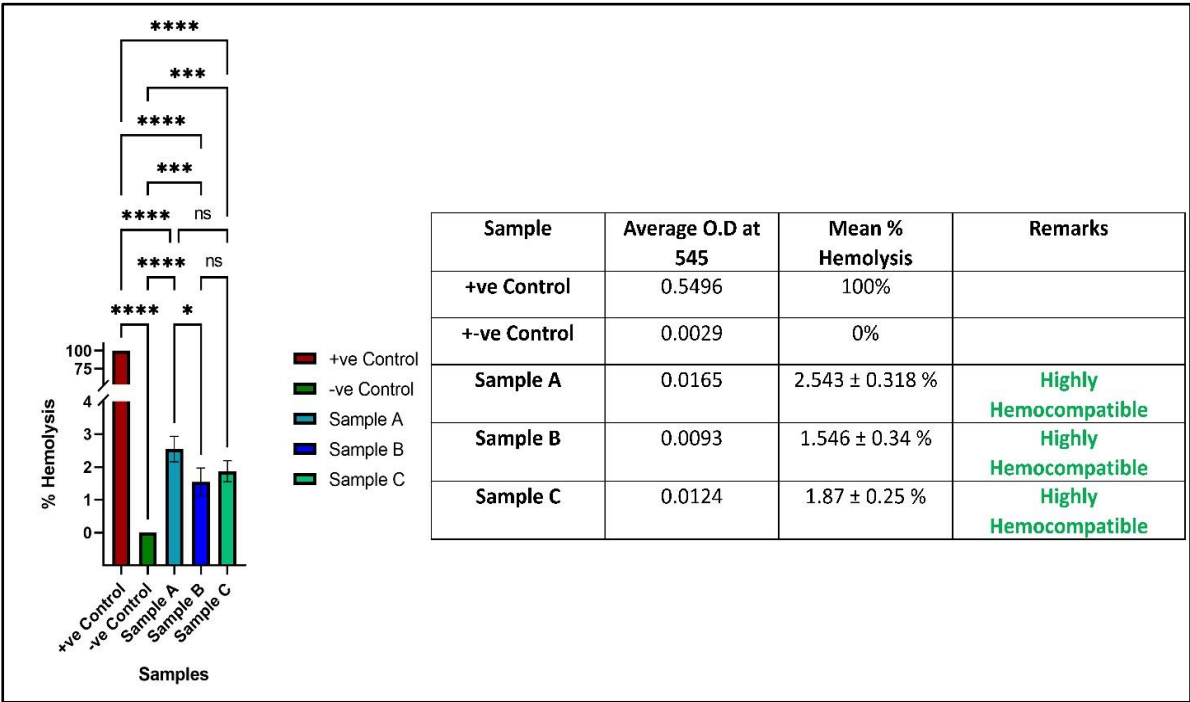 ****
***
****
***
**** ns
**** ns
**** *
100
75
4
3
2
1
0
% Hemolysis
+ve Control
-ve Control
Sample A
Sample B
Sample C
Samples
+ve Control
-ve Control
Sample A
Sample B
Sample C
Sample Average O.D at Mean % Remarks
545 Hemolysis
+ve Control 0.5496 100%
+-ve Control 0.0029 0%
Sample A 0.0165 2.543 ± 0.318 % Highly
Hemocompatible
Sample B 0.0093 1.546 ± 0.34 % Highly
Hemocompatible
Sample C 0.0124 1.87 ± 0.25 % Highly
Hemocompatible